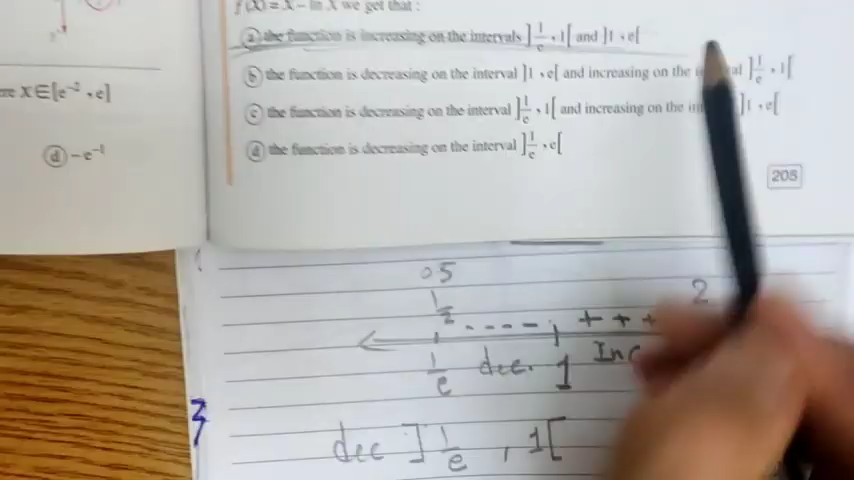 f(X) = X - ln X we get that :
ⓐ the function is increasing on the intervals ]1/e , 1[ and ]1 , e[
ⓑ the function is decreasing on the interval ]1 , e[ and increasing on the ]1/e , 1[
ⓒ the function is decreasing on the interval ]1/e , 1[ and increasing on the ]1 , e[
ⓓ the function is decreasing on the interval ]1/e , e[
X ∈ [e⁻² , e]
ⓓ -e⁻¹
205
0.5
1/2
2
---- +++
1/e dec. 1 Inc
dec ]1/e , 1[